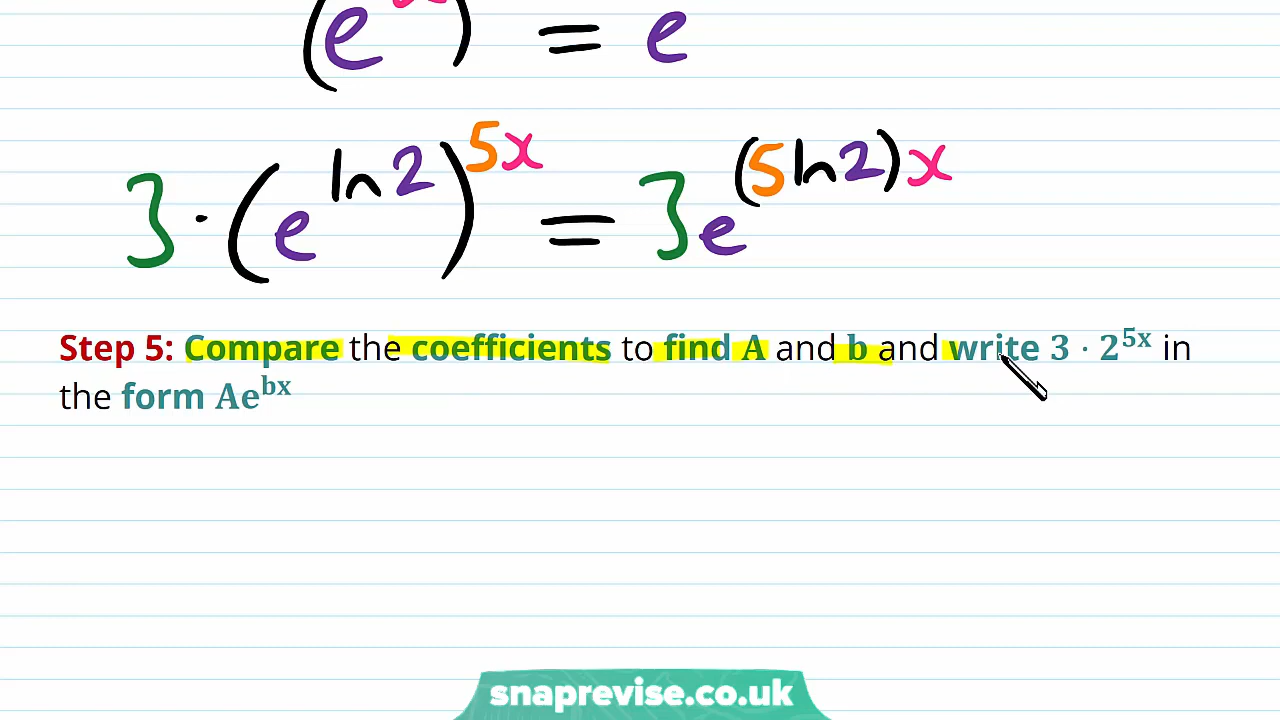 (e^x) = e
3 · (e^ln2)^5x = 3e^(5ln2)x
Step 5: Compare the coefficients to find A and b and write 3 · 2^5x in
the form Ae^bx
snaprevise.co.uk